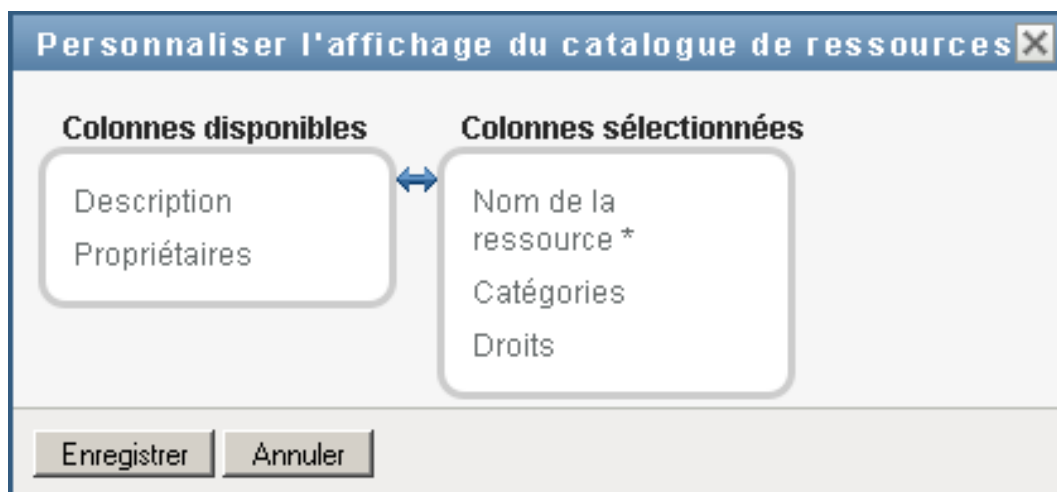 Personnaliser l'affichage du catalogue de ressources
Colonnes disponibles
Colonnes sélectionnées
Description
Propriétaires
Nom de la
ressource *
Catégories
Droits
Enregistrer
Annuler